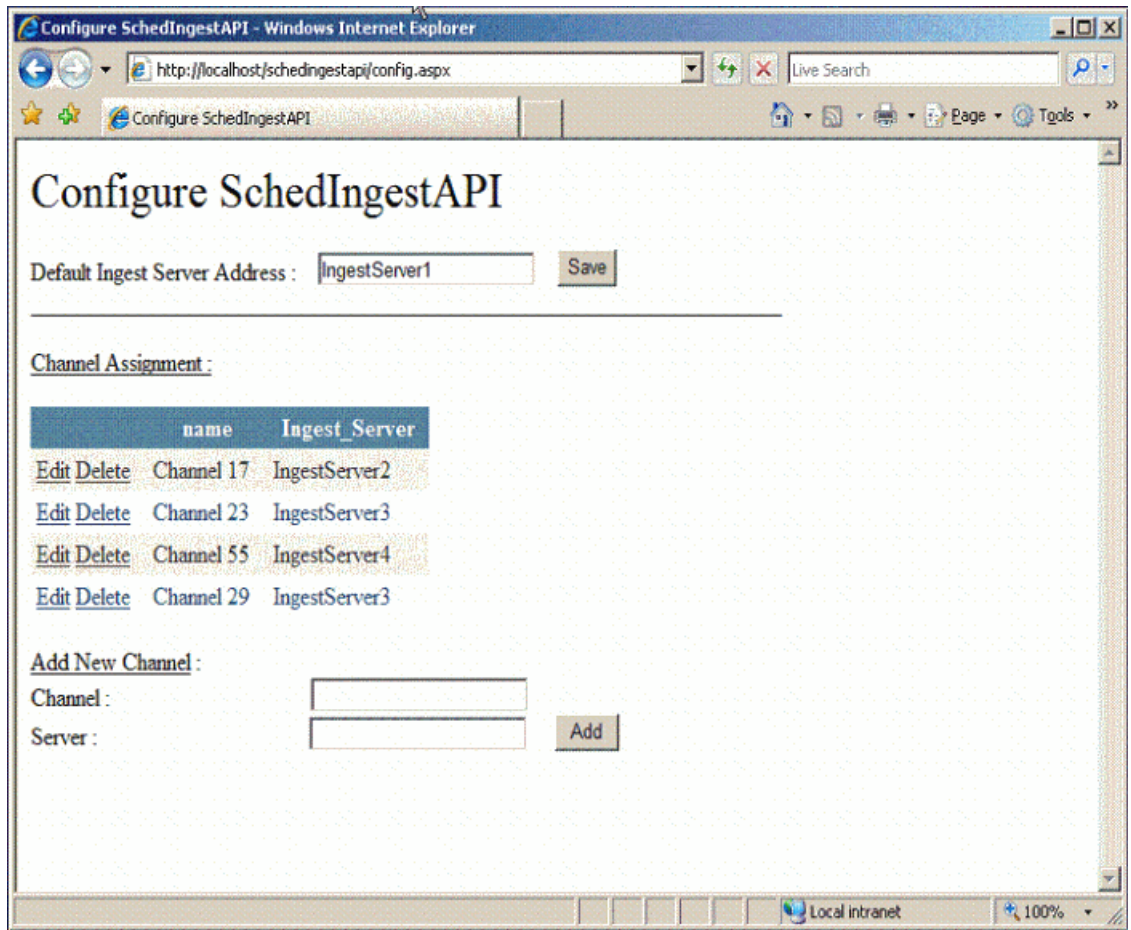 Configure SchedIngestAPI - Windows Internet Explorer
http://localhost/schedingestapi/config.aspx
Live Search
Configure SchedIngestAPI
Page
Tools
»
Configure SchedIngestAPI
Default Ingest Server Address : IngestServer1 Save
Channel Assignment :
name Ingest_Server
Edit Delete Channel 17 IngestServer2
Edit Delete Channel 23 IngestServer3
Edit Delete Channel 55 IngestServer4
Edit Delete Channel 29 IngestServer3
Add New Channel :
Channel :
Server : Add
Local intranet 100%